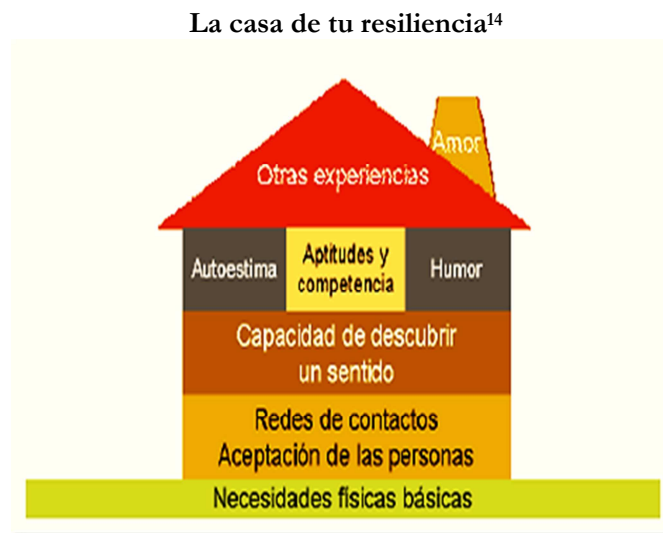 La casa de tu resiliencia¹⁴
Amor
Otras experiencias
Autoestima
Aptitudes y
competencia
Humor
Capacidad de descubrir
un sentido
Redes de contactos
Aceptación de las personas
Necesidades físicas básicas